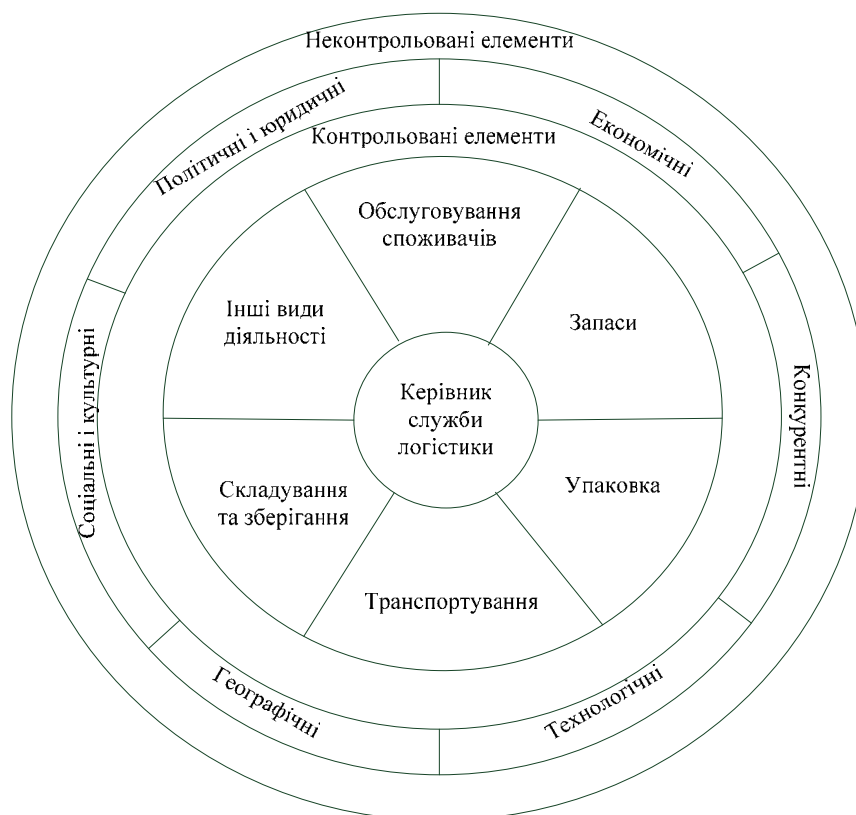 Неконтрольовані елементи
Політичні і юридичні
Економічні
Контрольовані елементи
Обслуговування
споживачів
Інші види
діяльності
Запаси
Соціальні і культурні
Конкурентні
Керівник
служби
логістики
Складування
та зберігання
Упаковка
Транспортування
Географічні
Технологічні